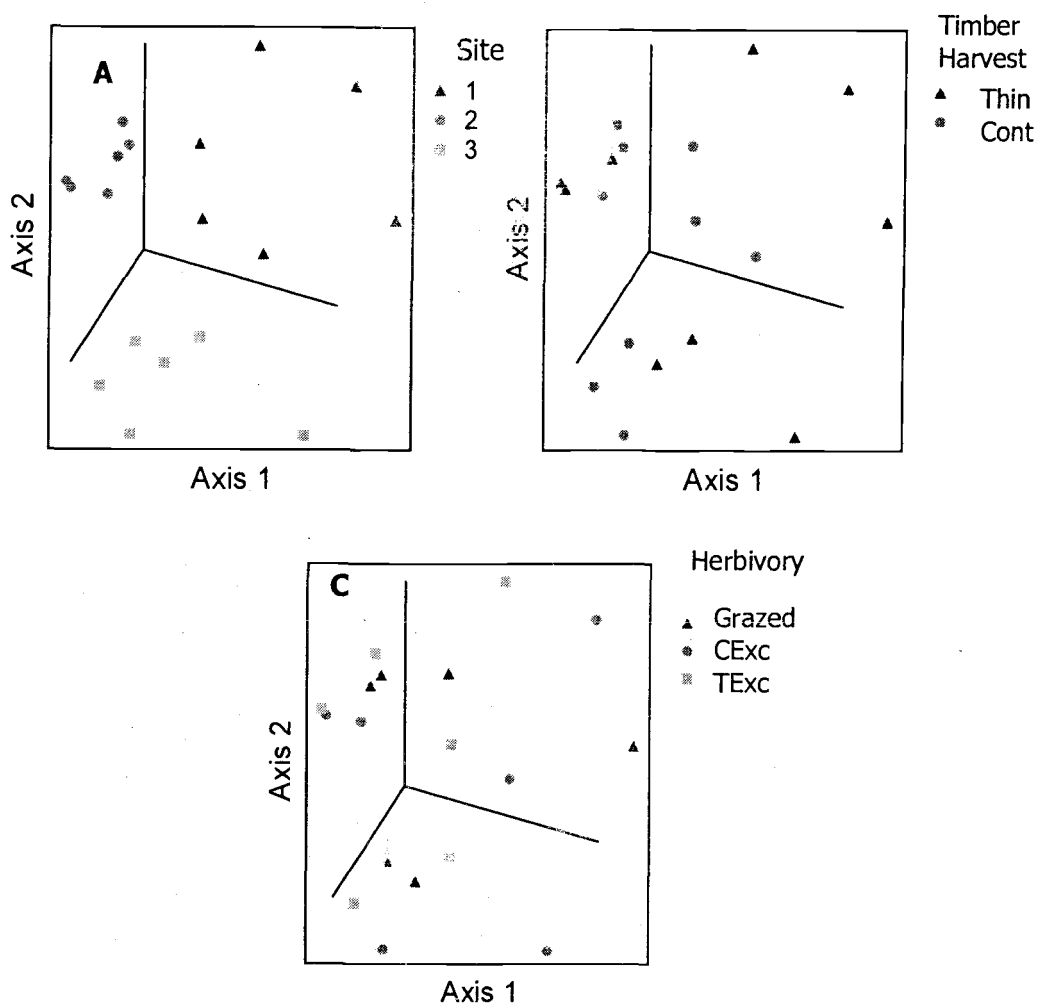 A
Site
1
2
3
Axis 2
Axis 1
Timber
Harvest
Thin
Cont
Axis 2
Axis 1
C
Herbivory
Grazed
CExc
TExc
Axis 2
Axis 1